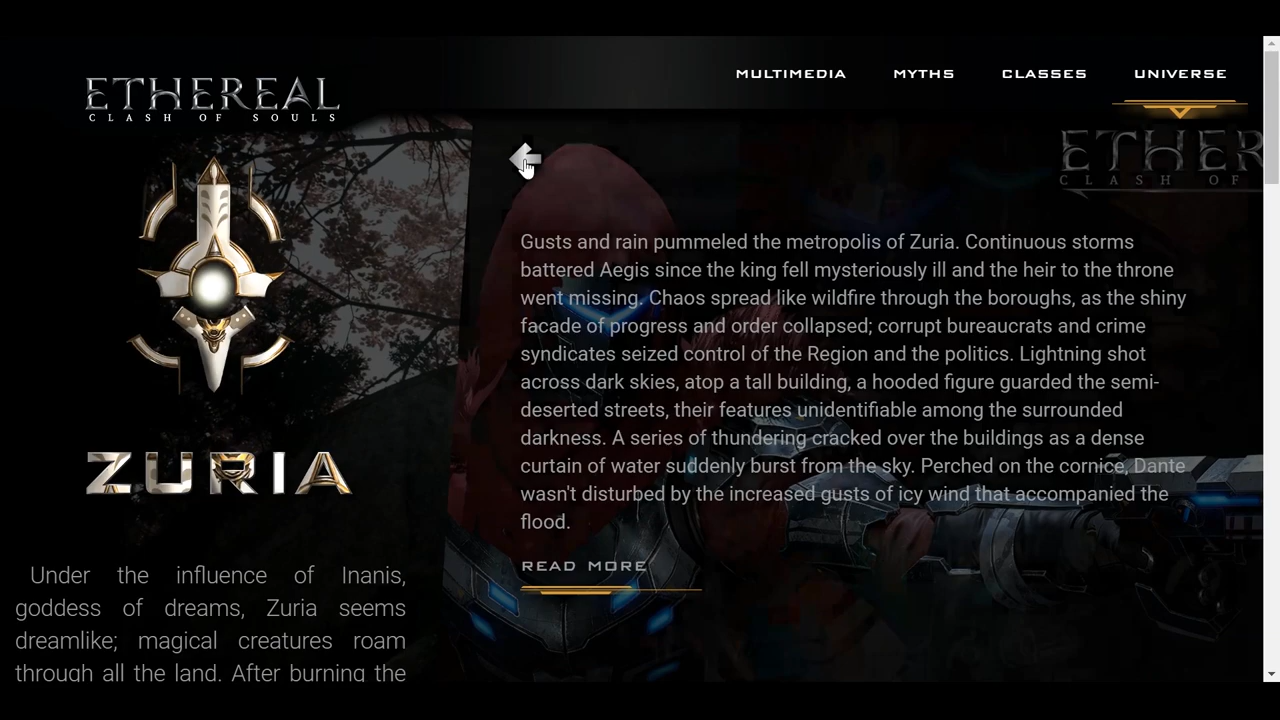 ETHEREAL
CLASH OF SOULS
MULTIMEDIA
MYTHS
CLASSES
UNIVERSE
ETHER
CLASH OF
ZURIA
Under the influence of Inanis,
goddess of dreams, Zuria seems
dreamlike; magical creatures roam
through all the land. After burning the
Gusts and rain pummeled the metropolis of Zuria. Continuous storms
battered Aegis since the king fell mysteriously ill and the heir to the throne
went missing. Chaos spread like wildfire through the boroughs, as the shiny
facade of progress and order collapsed; corrupt bureaucrats and crime
syndicates seized control of the Region and the politics. Lightning shot
across dark skies, atop a tall building, a hooded figure guarded the semi-
deserted streets, their features unidentifiable among the surrounded
darkness. A series of thundering cracked over the buildings as a dense
curtain of water suddenly burst from the sky. Perched on the cornice, Dante
wasn't disturbed by the increased gusts of icy wind that accompanied the
flood.
READ MORE